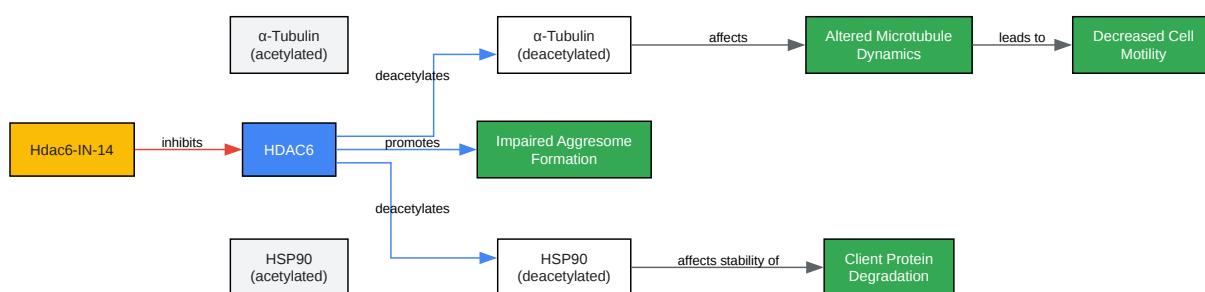 α-Tubulin
(acetylated)
α-Tubulin
(deacetylated)
affects
Altered Microtubule
Dynamics
leads to
Decreased Cell
Motility
deacetylates
Hdac6-IN-14
inhibits
HDAC6
promotes
Impaired Aggresome
Formation
deacetylates
HSP90
(acetylated)
HSP90
(deacetylated)
affects stability of
Client Protein
Degradation